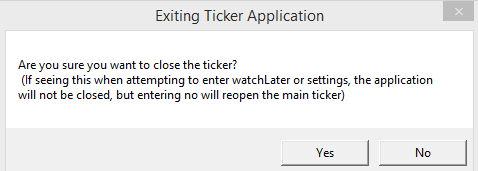 Exiting Ticker Application
Are you sure you want to close the ticker?
(If seeing this when attempting to enter watchLater or settings, the application
will not be closed, but entering no will reopen the main ticker)
Yes No